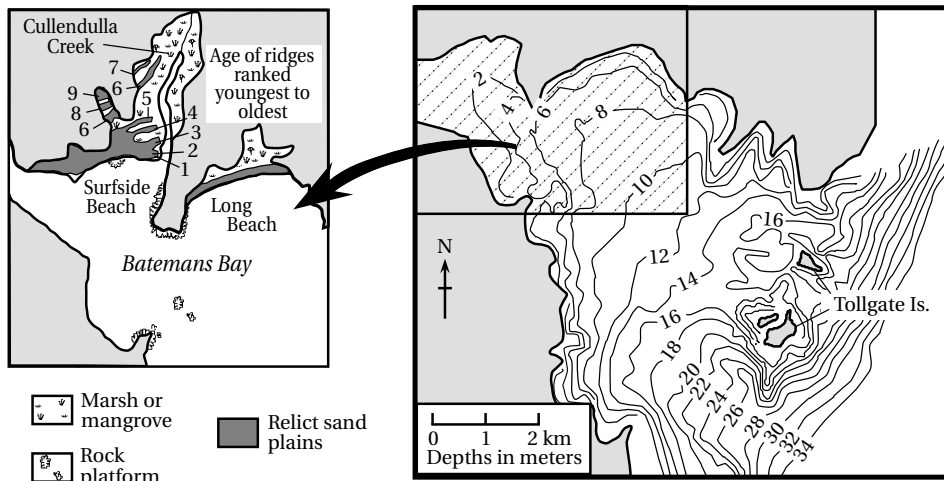 Cullendulla
Creek
Age of ridges
ranked
youngest to
oldest
7
6
9
8
6
5
4
3
2
1
Surfside
Beach
Long
Beach
Batemans Bay
Marsh or
mangrove
Rock
platform
Relict sand
plains
2
4
6
8
10
12
14
16
16
18
20
22
24
26
28
30
32
34
N
Tollgate Is.
0 1 2 km
Depths in meters